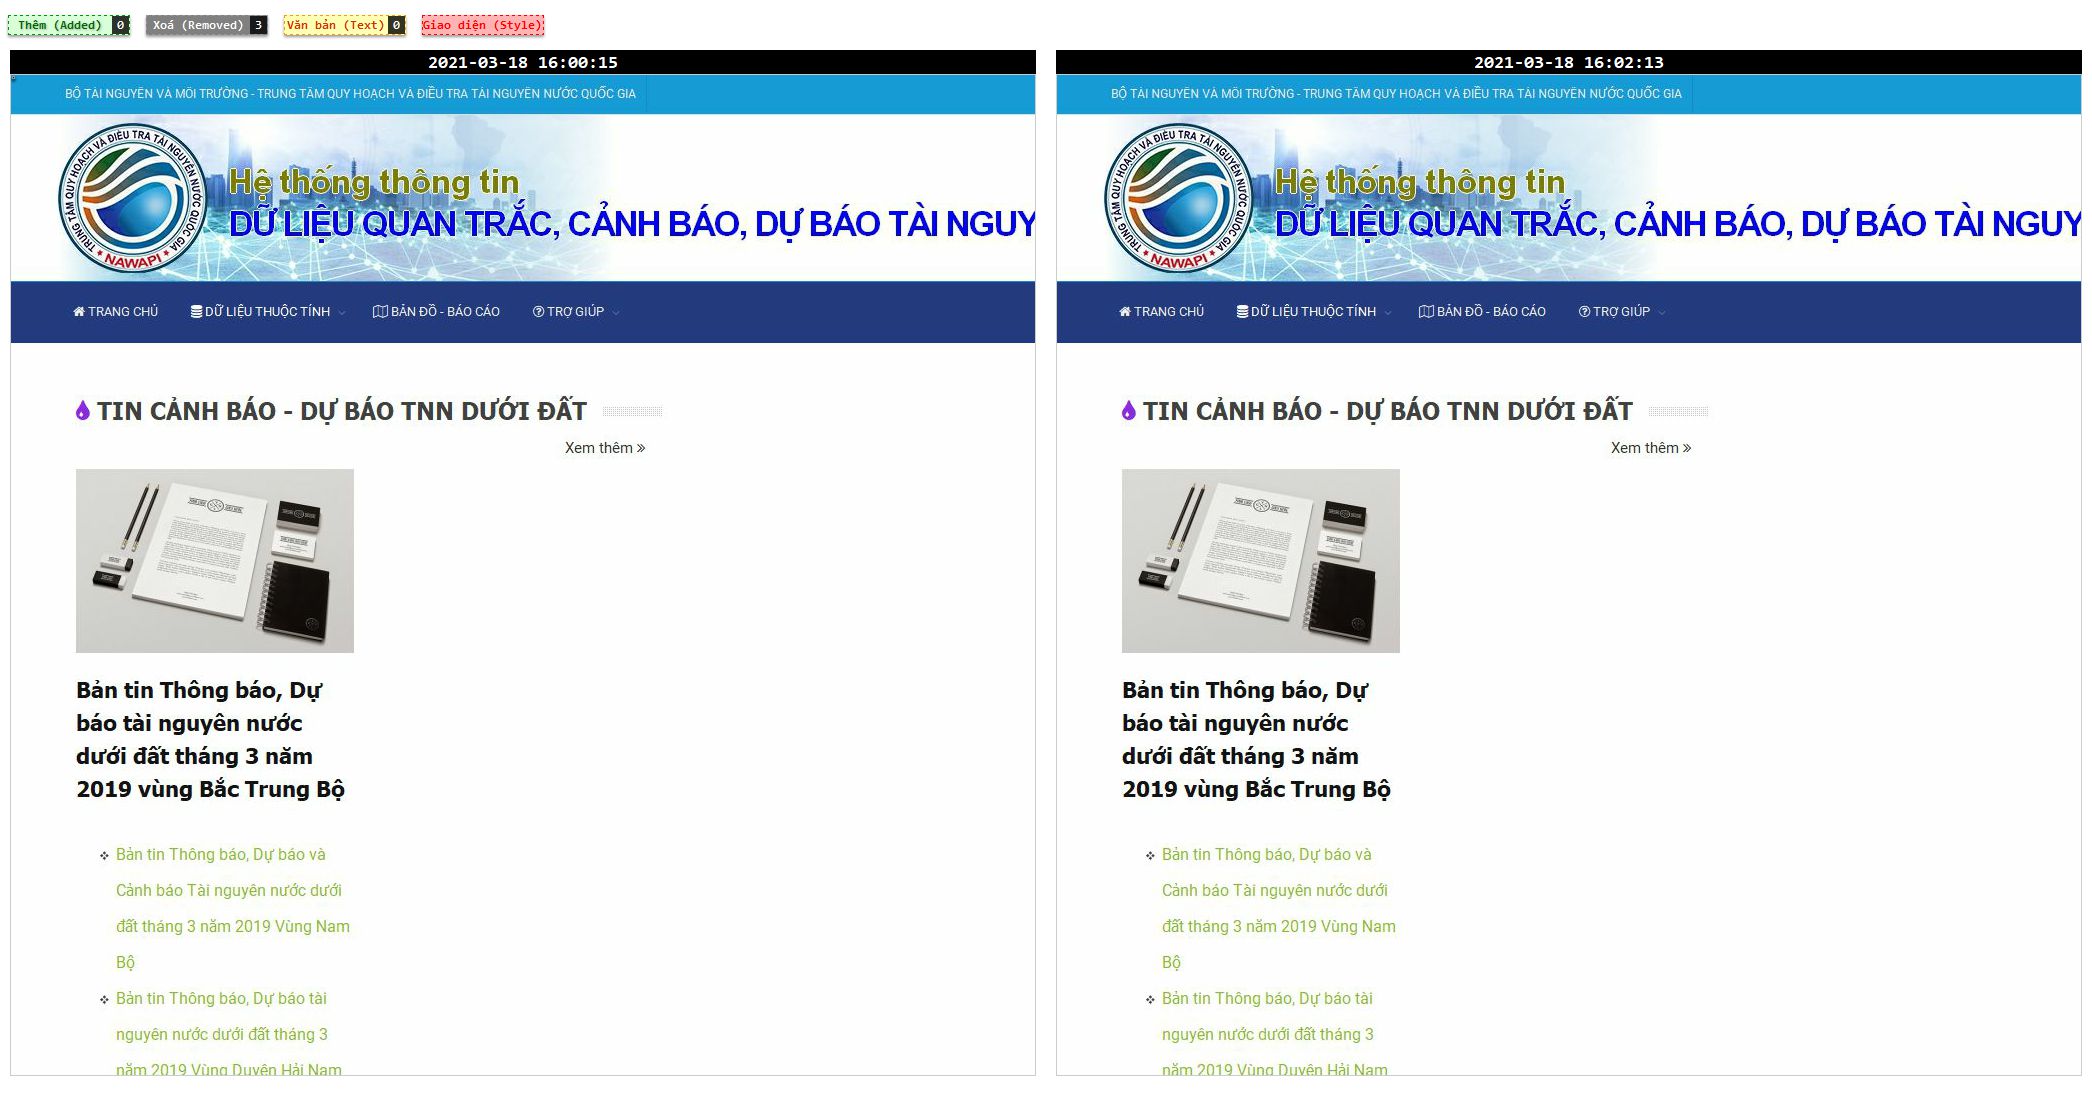 Thêm (Added) 0 Xoá (Removed) 3 Văn bản (Text) 0 Giao diện (Style)
2021-03-18 16:00:15
BỘ TÀI NGUYÊN VÀ MÔI TRƯỜNG - TRUNG TÂM QUY HOẠCH VÀ ĐIỀU TRA TÀI NGUYÊN NƯỚC QUỐC GIA
TRUNG TÂM QUY HOẠCH VÀ ĐIỀU TRA TÀI NGUYÊN NƯỚC QUỐC GIA
NAWAPI
Hệ thống thông tin
DỮ LIỆU QUAN TRẮC, CẢNH BÁO, DỰ BÁO TÀI NGUY
TRANG CHỦ DỮ LIỆU THUỘC TÍNH BẢN ĐỒ - BÁO CÁO TRỢ GIÚP
TIN CẢNH BÁO - DỰ BÁO TNN DƯỚI ĐẤT
Xem thêm »
Bản tin Thông báo, Dự
báo tài nguyên nước
dưới đất tháng 3 năm
2019 vùng Bắc Trung Bộ
Bản tin Thông báo, Dự báo và
Cảnh báo Tài nguyên nước dưới
đất tháng 3 năm 2019 Vùng Nam
Bộ
Bản tin Thông báo, Dự báo tài
nguyên nước dưới đất tháng 3
năm 2019 Vùng Duyên Hải Nam
2021-03-18 16:02:13
BỘ TÀI NGUYÊN VÀ MÔI TRƯỜNG - TRUNG TÂM QUY HOẠCH VÀ ĐIỀU TRA TÀI NGUYÊN NƯỚC QUỐC GIA
TRUNG TÂM QUY HOẠCH VÀ ĐIỀU TRA TÀI NGUYÊN NƯỚC QUỐC GIA
NAWAPI
Hệ thống thông tin
DỮ LIỆU QUAN TRẮC, CẢNH BÁO, DỰ BÁO TÀI NGUY
TRANG CHỦ DỮ LIỆU THUỘC TÍNH BẢN ĐỒ - BÁO CÁO TRỢ GIÚP
TIN CẢNH BÁO - DỰ BÁO TNN DƯỚI ĐẤT
Xem thêm »
Bản tin Thông báo, Dự
báo tài nguyên nước
dưới đất tháng 3 năm
2019 vùng Bắc Trung Bộ
Bản tin Thông báo, Dự báo và
Cảnh báo Tài nguyên nước dưới
đất tháng 3 năm 2019 Vùng Nam
Bộ
Bản tin Thông báo, Dự báo tài
nguyên nước dưới đất tháng 3
năm 2019 Vùng Duyên Hải Nam